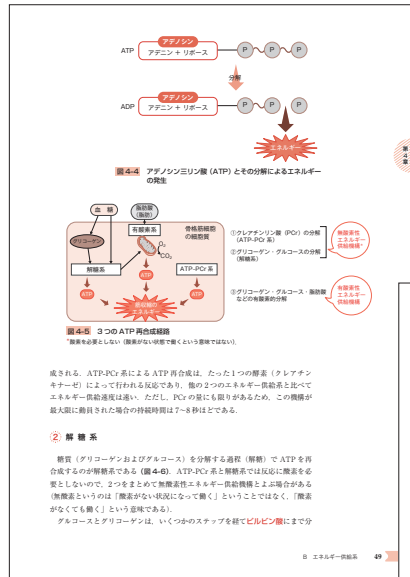 アデノシン
ATP アデニン + リボース P P P
分解
アデノシン
ADP アデニン + リボース P P P
エネルギー
図 4-4 アデノシン三リン酸（ATP）とその分解によるエネルギー
の発生
第4章
血糖 脂肪酸
(脂肪)
有酸素系 骨格筋細胞
の細胞質
グリコーゲン O₂
CO₂
解糖系 ATP ATP-PCr 系
ATP ATP
筋収縮の
エネルギー
①クレアチンリン酸（PCr）の分解
(ATP-PCr 系)
②グリコーゲン・グルコースの分解
(解糖系)
無酸素性
エネルギー
供給機構*
③グリコーゲン・グルコース・脂肪酸
などの有酸素的分解
有酸素性
エネルギー
供給機構
図 4-5 3 つの ATP 再合成経路
*酸素を必要としない（酸素がない状態で働くという意味ではない）.
成される．ATP-PCr 系による ATP 再合成は，たった 1 つの酵素（クレアチン
キナーゼ）によって行われる反応であり，他の 2 つのエネルギー供給系と比べて
エネルギー供給速度は速い．ただし，PCr の量にも限りがあるため，この機構が
最大限に動員された場合の持続時間は 7~8 秒ほどである．
2 解糖系
糖質（グリコーゲンおよびグルコース）を分解する過程（解糖）で ATP を再
合成するのが解糖系である（図 4-6）．ATP-PCr 系と解糖系では反応に酸素を必
要としないので，2 つをまとめて無酸素性エネルギー供給機構とよぶ場合がある
（無酸素というのは「酸素がない状況になって働く」ということではなく，「酸素
がなくても働く」という意味である）．
グルコースとグリコーゲンは，いくつかのステップを経てピルビン酸にまで分
B エネルギー供給系 49